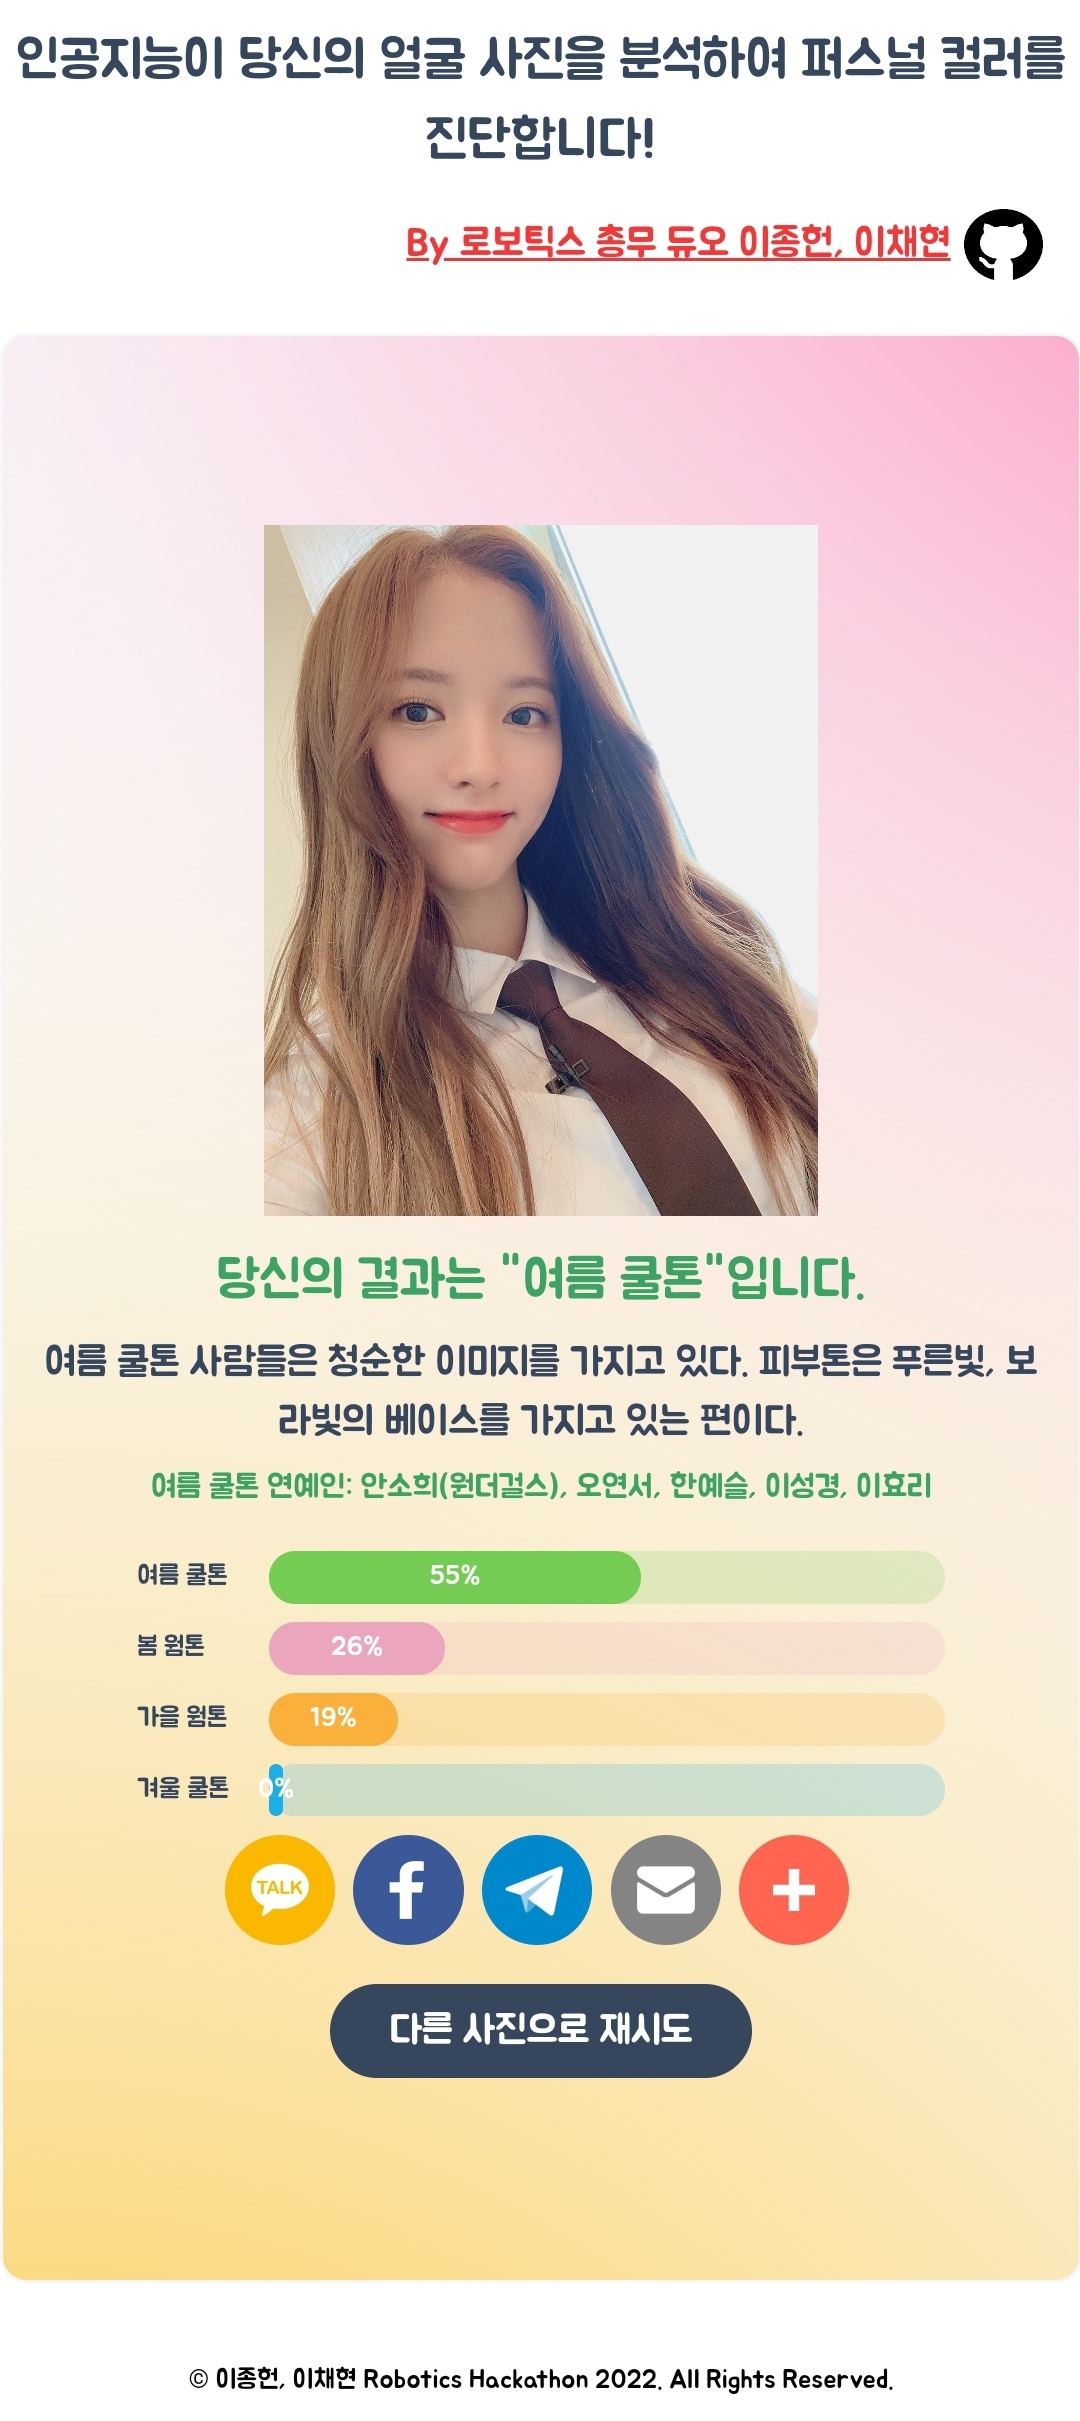 인공지능이 당신의 얼굴 사진을 분석하여 퍼스널 컬러를
진단합니다!
By 로보틱스 총무 듀오 이종헌, 이채현
당신의 결과는 "여름 쿨톤"입니다.
여름 쿨톤 사람들은 청순한 이미지를 가지고 있다. 피부톤은 푸른빛, 보
라빛의 베이스를 가지고 있는 편이다.
여름 쿨톤 연예인: 안소희(원더걸스), 오연서, 한예슬, 이성경, 이효리
여름 쿨톤 55%
봄 웜톤 26%
가을 웜톤 19%
겨울 쿨톤 0%
TALK
다른 사진으로 재시도
© 이종헌, 이채현 Robotics Hackathon 2022. All Rights Reserved.